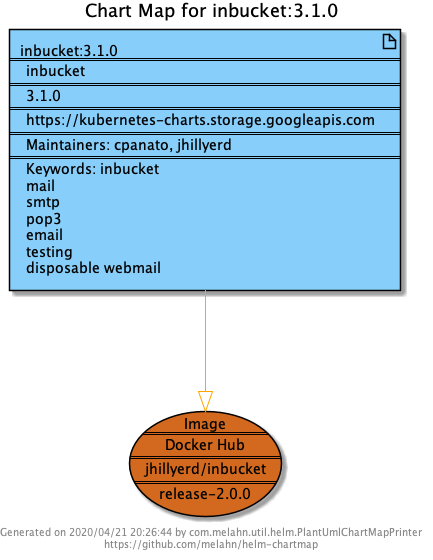 Chart Map for inbucket:3.1.0
inbucket:3.1.0
inbucket
3.1.0
https://kubernetes-charts.storage.googleapis.com
Maintainers: cpanato, jhillyerd
Keywords: inbucket
mail
smtp
pop3
email
testing
disposable webmail
Image
Docker Hub
jhillyerd/inbucket
release-2.0.0
Generated on 2020/04/21 20:26:44 by com.melahn.util.helm.PlantUmlChartMapPrinter
https://github.com/melahn/helm-chartmap